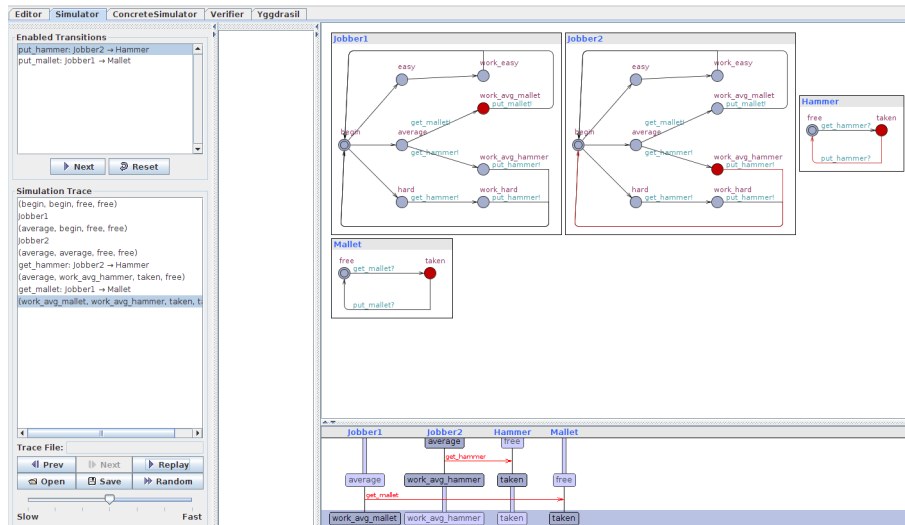 Editor Simulator ConcreteSimulator Verifier Yggdrasil
Enabled Transitions
put_hammer: Jobber2 → Hammer
put_mallet: Jobber1 → Mallet
Next Reset
Simulation Trace
(begin, begin, free, free)
Jobber1
(average, begin, free, free)
Jobber2
(average, average, free, free)
get_hammer: Jobber2 → Hammer
(average, work_avg_hammer, taken, free)
get_mallet: Jobber1 → Mallet
(work_avg_mallet, work_avg_hammer, taken, t
Trace File:
Prev Next Replay
Open Save Random
Slow Fast
Jobber1
easy work_easy
work_avg_mallet
put_mallet!
get_mallet!
begin average
get_hammer!
work_avg_hammer
put_hammer!
hard work_hard
get_hammer! put_hammer!
Jobber2
easy work_easy
work_avg_mallet
put_mallet!
get_mallet!
begin average
get_hammer!
work_avg_hammer
put_hammer!
hard work_hard
get_hammer! put_hammer!
Hammer
free taken
get_hammer?
put_hammer?
Mallet
free taken
get_mallet?
put_mallet?
Jobber1 Jobber2 Hammer Mallet
average free
get_hammer
average work_avg_hammer taken free
get_mallet
work_avg_mallet work_avg_hammer taken taken